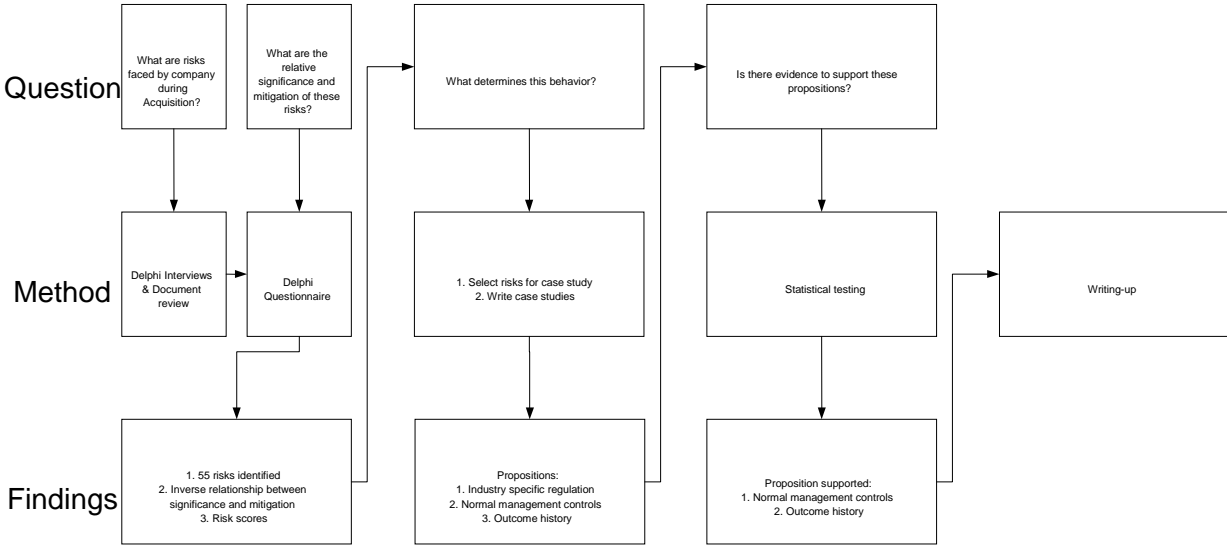 Question
What are risks
faced by company
during
Acquisition?
What are the
relative
significance and
mitigation of these
risks?
What determines this behavior?
Is there evidence to support these
propositions?
Method
Delphi Interviews
& Document
review
Delphi
Questionnaire
1. Select risks for case study
2. Write case studies
Statistical testing
Writing-up
Findings
1. 55 risks identified
2. Inverse relationship between
significance and mitigation
3. Risk scores
Propositions:
1. Industry specific regulation
2. Normal management controls
3. Outcome history
Proposition supported:
1. Normal management controls
2. Outcome history